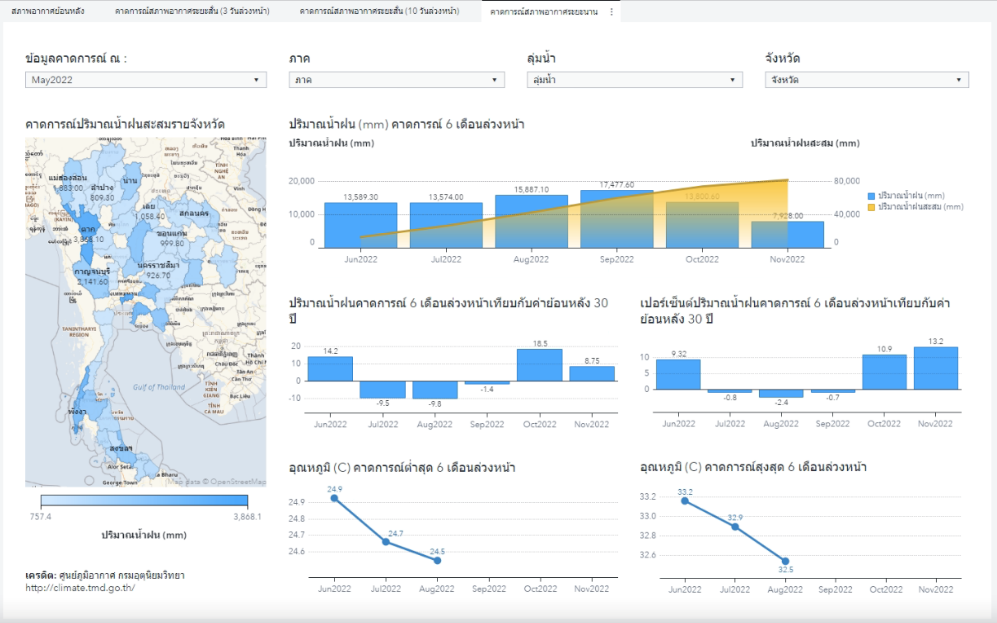 สภาพอากาศย้อนหลัง
คาดการณ์สภาพอากาศระยะสั้น (3 วันล่วงหน้า)
คาดการณ์สภาพอากาศระยะสั้น (10 วันล่วงหน้า)
คาดการณ์สภาพอากาศระยะนาน
ข้อมูลคาดการณ์ ณ :
May2022
ภาค
ภาค
ลุ่มน้ำ
ลุ่มน้ำ
จังหวัด
จังหวัด
คาดการณ์ปริมาณน้ำฝนสะสมรายจังหวัด
แม่ฮ่องสอน
1,883.00
ลำปาง
809.30
น่าน
เลย
1,058.40
สกลนคร
ตาก
3,868.10
ขอนแก่น
999.80
กาญจนบุรี
2,141.60
นครราชสีมา
926.70
TANINTHARYI
REGION
Gulf of Thailand
พังงา
สงขลา
Alor Setar
George Town
Map data © OpenStreetMap
757.4
3,868.1
ปริมาณน้ำฝน (mm)
เครดิต: ศูนย์ภูมิอากาศ กรมอุตุนิยมวิทยา
http://climate.tmd.go.th/
ปริมาณน้ำฝน (mm) คาดการณ์ 6 เดือนล่วงหน้า
ปริมาณน้ำฝน (mm)
ปริมาณน้ำฝนสะสม (mm)
20,000
10,000
0
13,589.30
13,574.00
15,887.10
17,477.60
13,800.60
7,928.00
80,000
40,000
0
Jun2022 Jul2022 Aug2022 Sep2022 Oct2022 Nov2022
ปริมาณน้ำฝน (mm)
ปริมาณน้ำฝนสะสม (mm)
ปริมาณน้ำฝนคาดการณ์ 6 เดือนล่วงหน้าเทียบกับค่าย้อนหลัง 30
ปี
20
10
0
-10
14.2
-9.5
-9.8
-1.4
18.5
8.75
Jun2022 Jul2022 Aug2022 Sep2022 Oct2022 Nov2022
เปอร์เซ็นต์ปริมาณน้ำฝนคาดการณ์ 6 เดือนล่วงหน้าเทียบกับค่า
ย้อนหลัง 30 ปี
10
5
0
9.32
-0.8
-2.4
-0.7
10.9
13.2
Jun2022 Jul2022 Aug2022 Sep2022 Oct2022 Nov2022
อุณหภูมิ (C) คาดการณ์ต่ำสุด 6 เดือนล่วงหน้า
24.9
24.8
24.7
24.6
24.9
24.7
24.5
Jun2022 Jul2022 Aug2022 Sep2022 Oct2022 Nov2022
อุณหภูมิ (C) คาดการณ์สูงสุด 6 เดือนล่วงหน้า
33.2
33.0
32.8
32.6
33.2
32.9
32.5
Jun2022 Jul2022 Aug2022 Sep2022 Oct2022 Nov2022